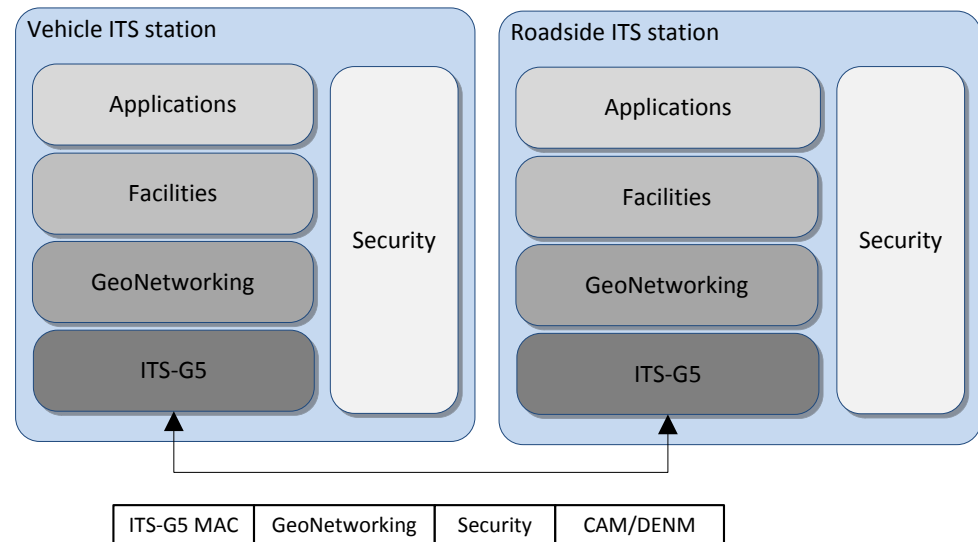 Vehicle ITS station
Applications
Facilities
GeoNetworking
ITS-G5
Security
Roadside ITS station
Applications
Facilities
GeoNetworking
ITS-G5
Security
ITS-G5 MAC GeoNetworking Security CAM/DENM